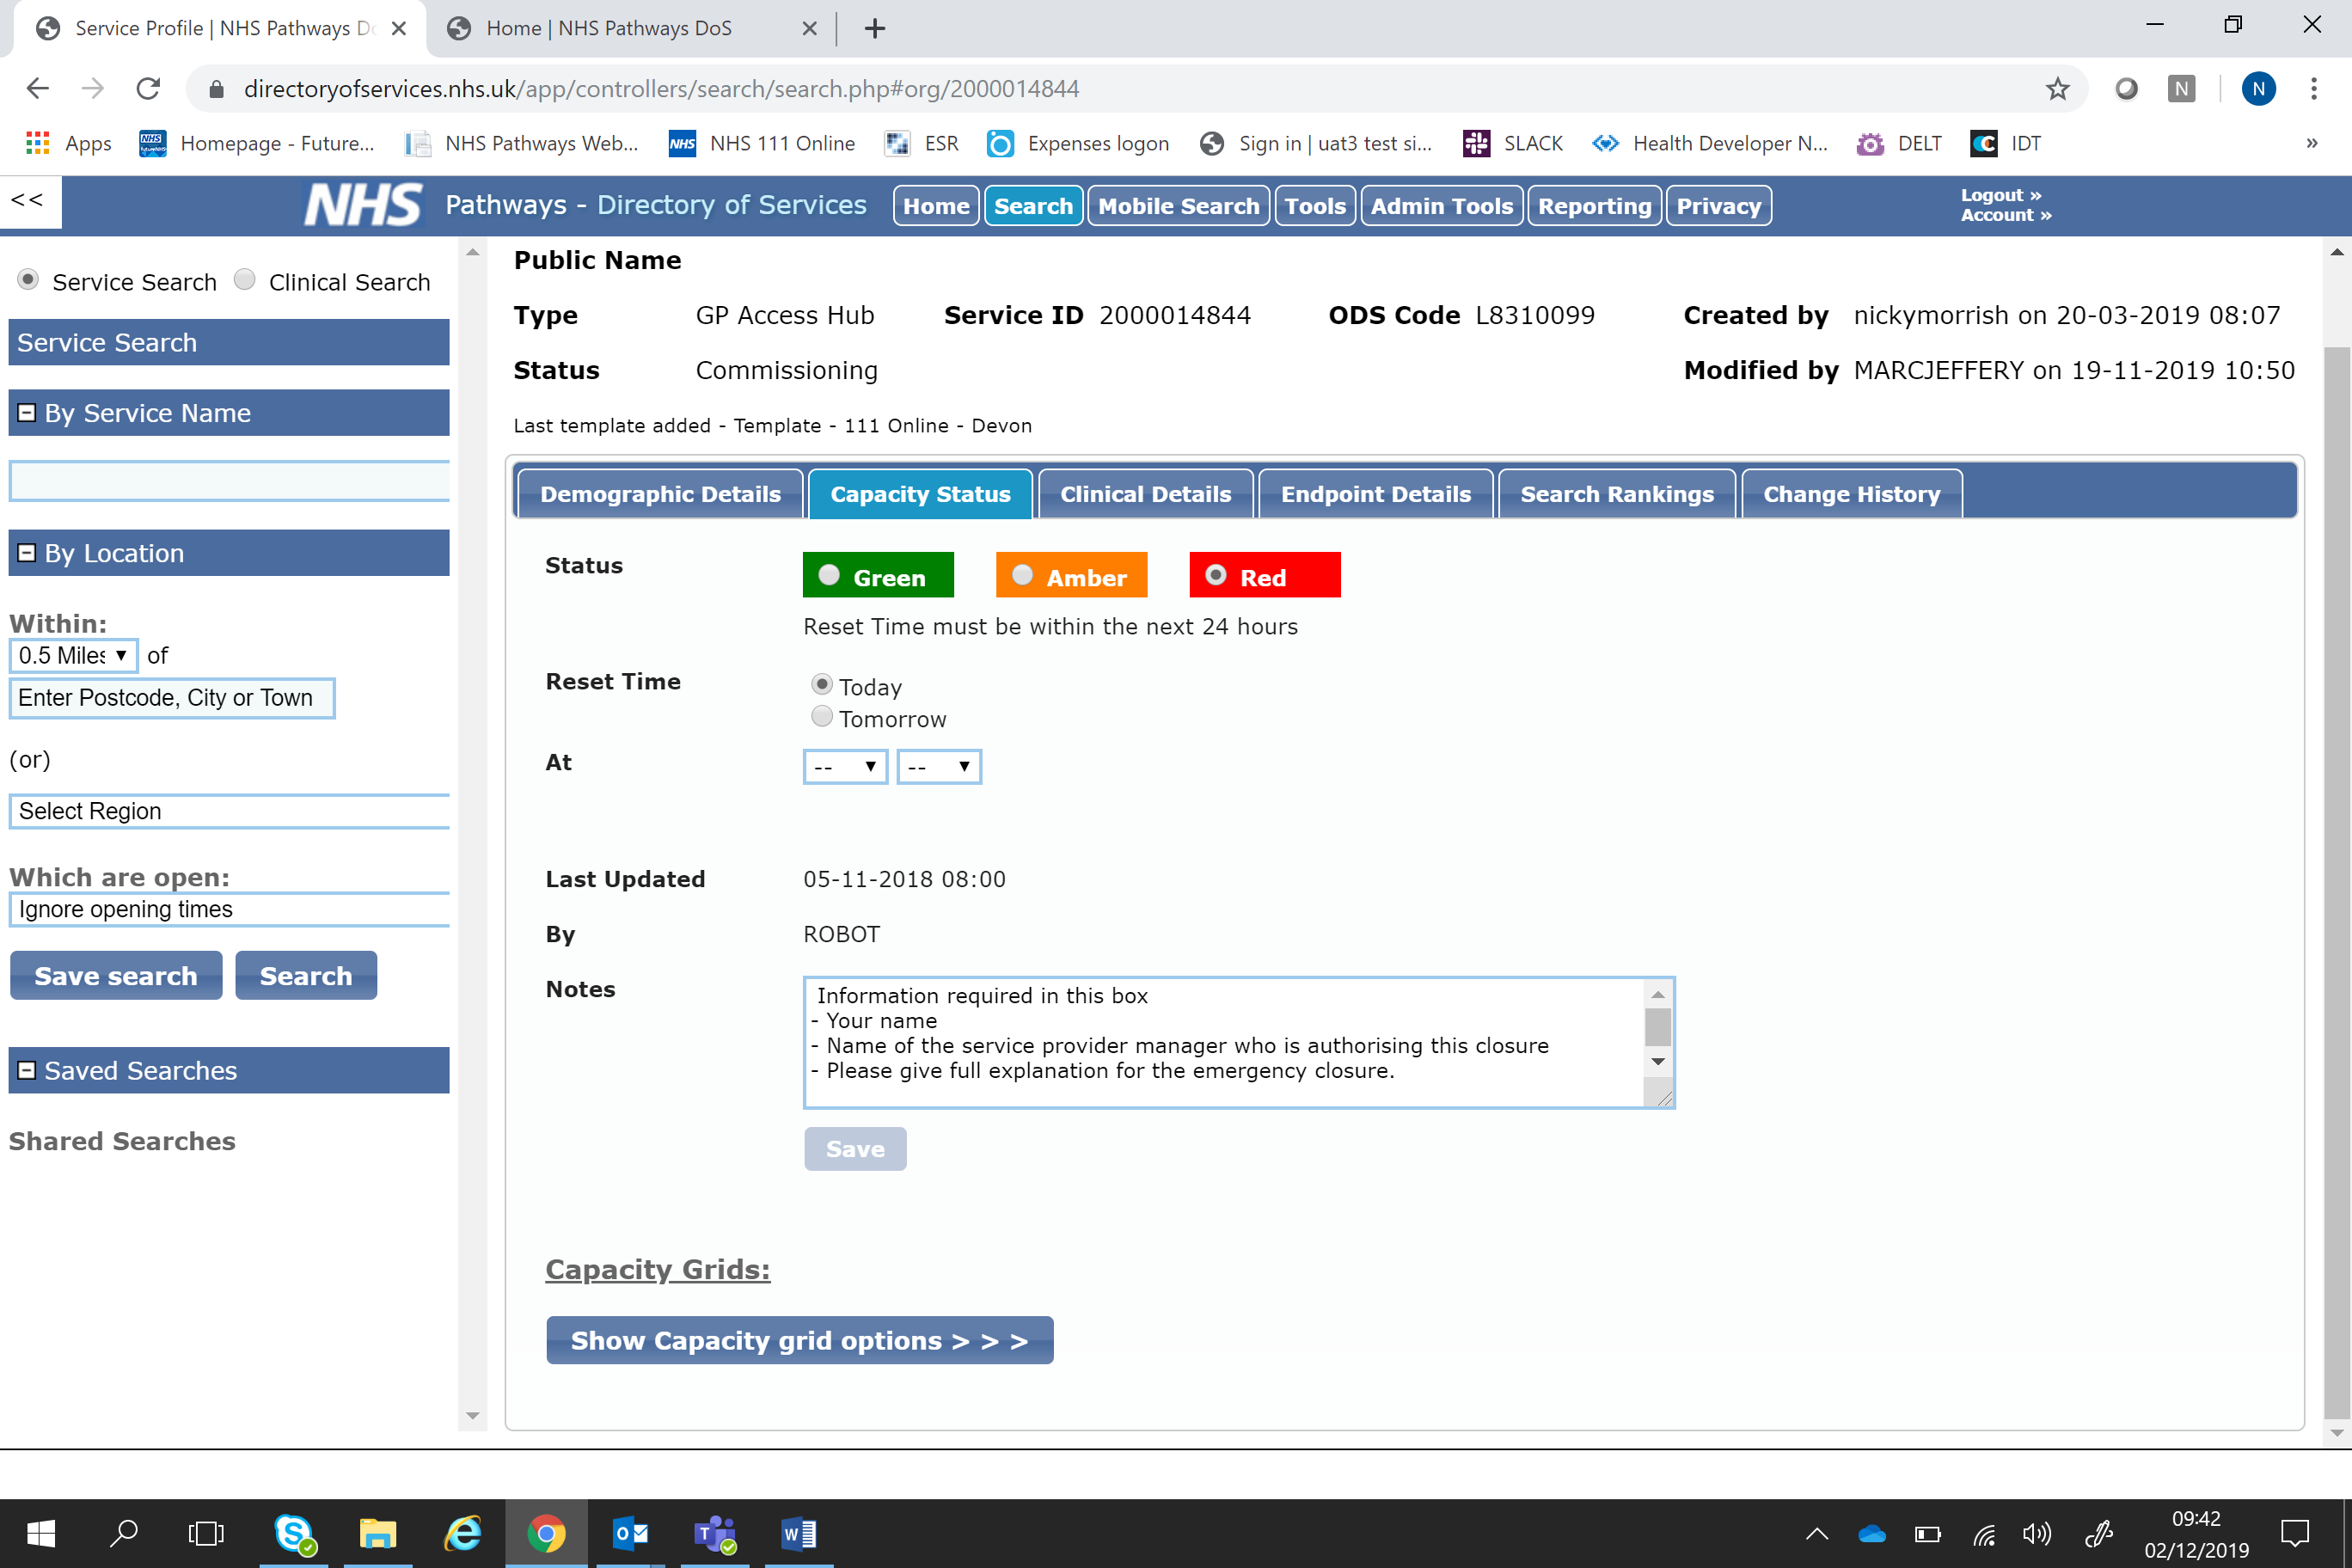 Service Profile | NHS Pathways Do
Home | NHS Pathways DoS
directoryofservices.nhs.uk/app/controllers/search/search.php#org/2000014844
N
N
Apps
NHS
Homepage - Future...
NHS Pathways Web...
NHS
NHS 111 Online
ESR
Expenses logon
Sign in | uat3 test si...
SLACK
Health Developer N...
DELT
IDT
»
<<
NHS
Pathways - Directory of Services
Home
Search
Mobile Search
Tools
Admin Tools
Reporting
Privacy
Logout »
Account »
Service Search
Clinical Search
Service Search
By Service Name
By Location
Within:
0.5 Miles
of
Enter Postcode, City or Town
(or)
Select Region
Which are open:
Ignore opening times
Save search
Search
Saved Searches
Shared Searches
Public Name
Type GP Access Hub Service ID 2000014844 ODS Code L8310099 Created by nickymorrish on 20-03-2019 08:07
Status Commissioning Modified by MARCJEFFERY on 19-11-2019 10:50
Last template added - Template - 111 Online - Devon
Demographic Details
Capacity Status
Clinical Details
Endpoint Details
Search Rankings
Change History
Status
Green
Amber
Red
Reset Time must be within the next 24 hours
Reset Time
Today
Tomorrow
At
--
--
Last Updated 05-11-2018 08:00
By ROBOT
Notes
Information required in this box
- Your name
- Name of the service provider manager who is authorising this closure
- Please give full explanation for the emergency closure.
Save
Capacity Grids:
Show Capacity grid options > > >
09:42
02/12/2019